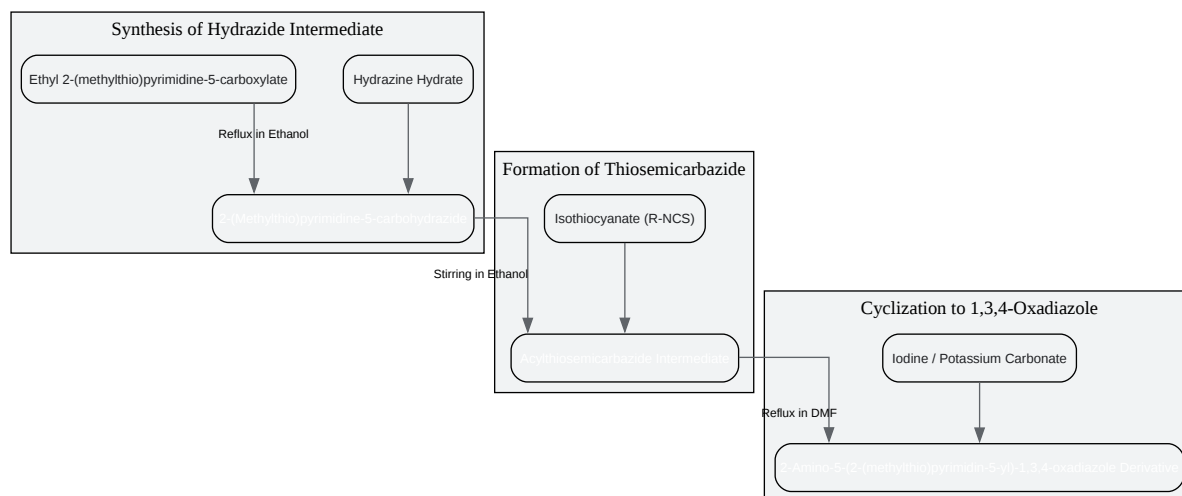 Synthesis of Hydrazide Intermediate
Ethyl 2-(methylthio)pyrimidine-5-carboxylate
Hydrazine Hydrate
Reflux in Ethanol
2-(Methylthio)pyrimidine-5-carbohydrazide
Formation of Thiosemicarbazide
Isothiocyanate (R-NCS)
Stirring in Ethanol
Acylthiosemicarbazide Intermediate
Cyclization to 1,3,4-Oxadiazole
Iodine / Potassium Carbonate
Reflux in DMF
2-Amino-5-(2-(methylthio)pyrimidin-5-yl)-1,3,4-oxadiazole Derivative